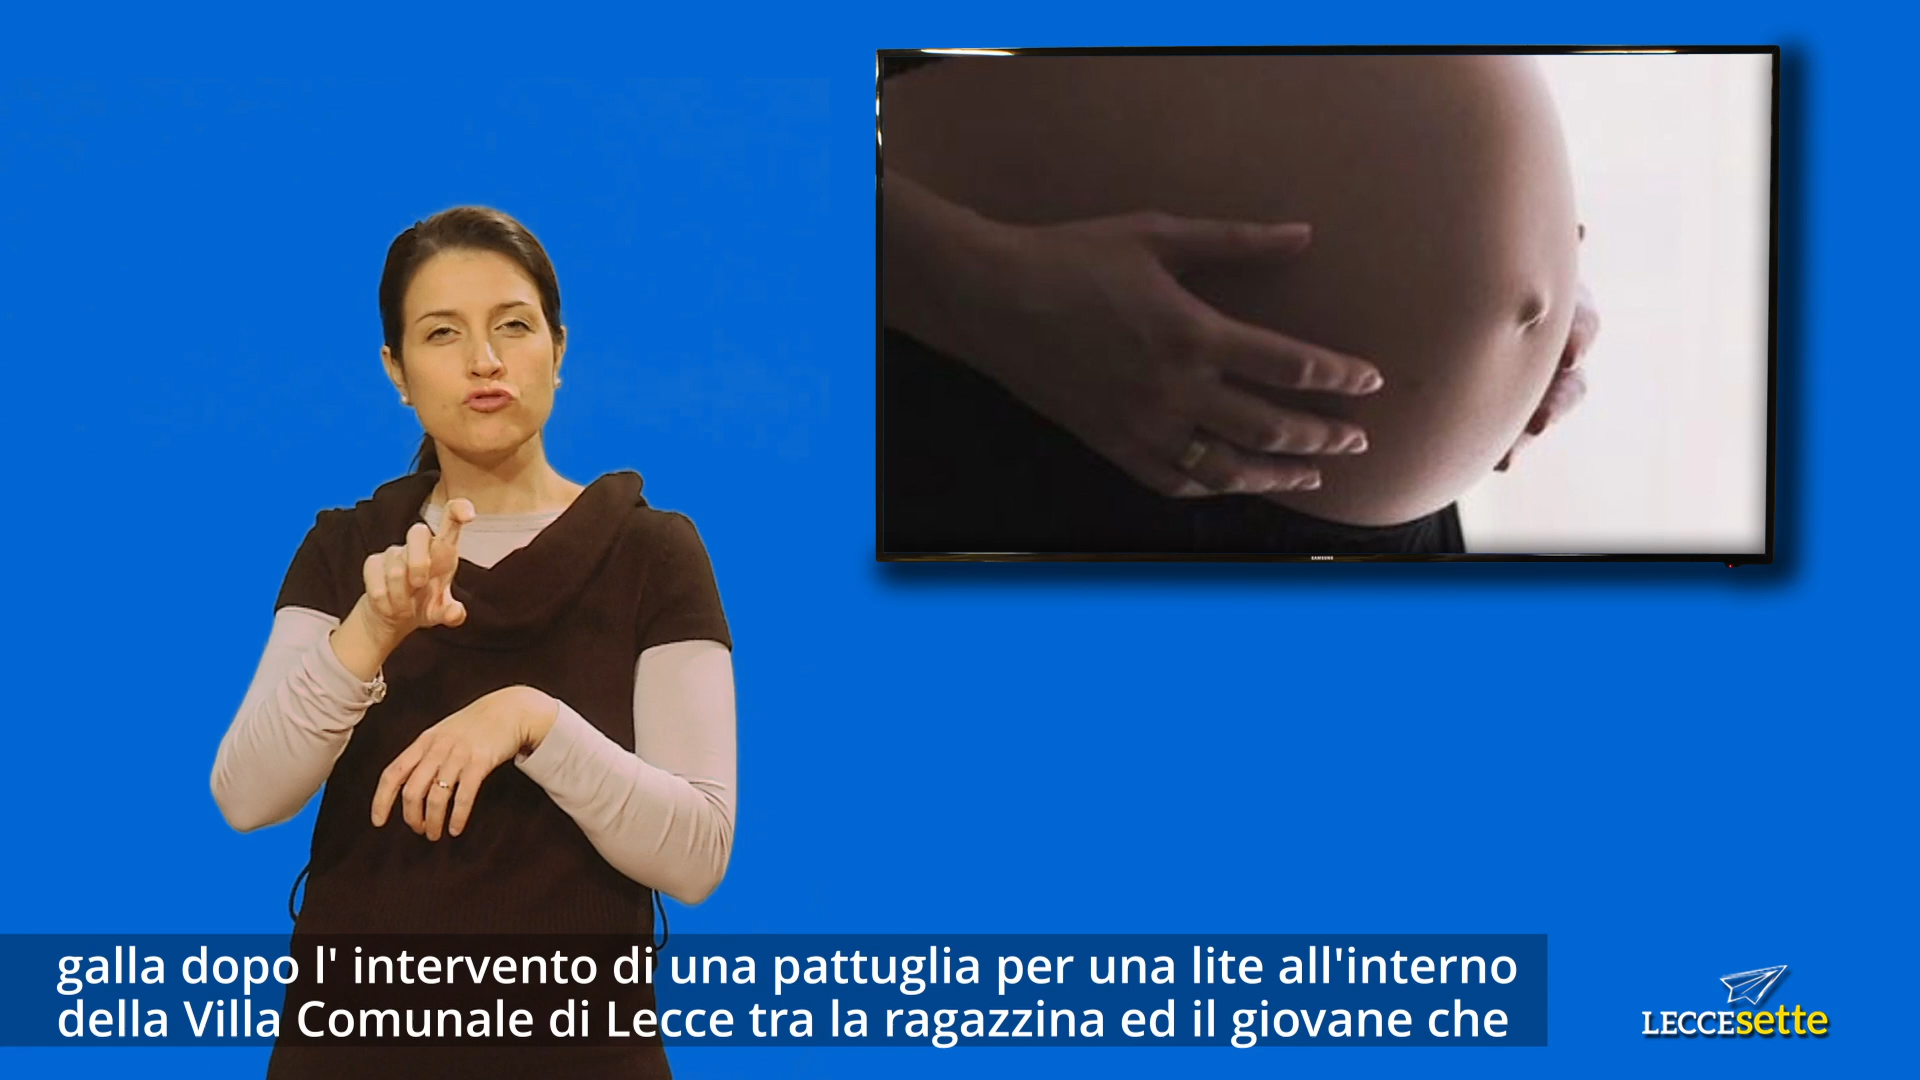 SAMSUNG
galla dopo l' intervento di una pattuglia per una lite all'interno
della Villa Comunale di Lecce tra la ragazzina ed il giovane che
LECCEsette